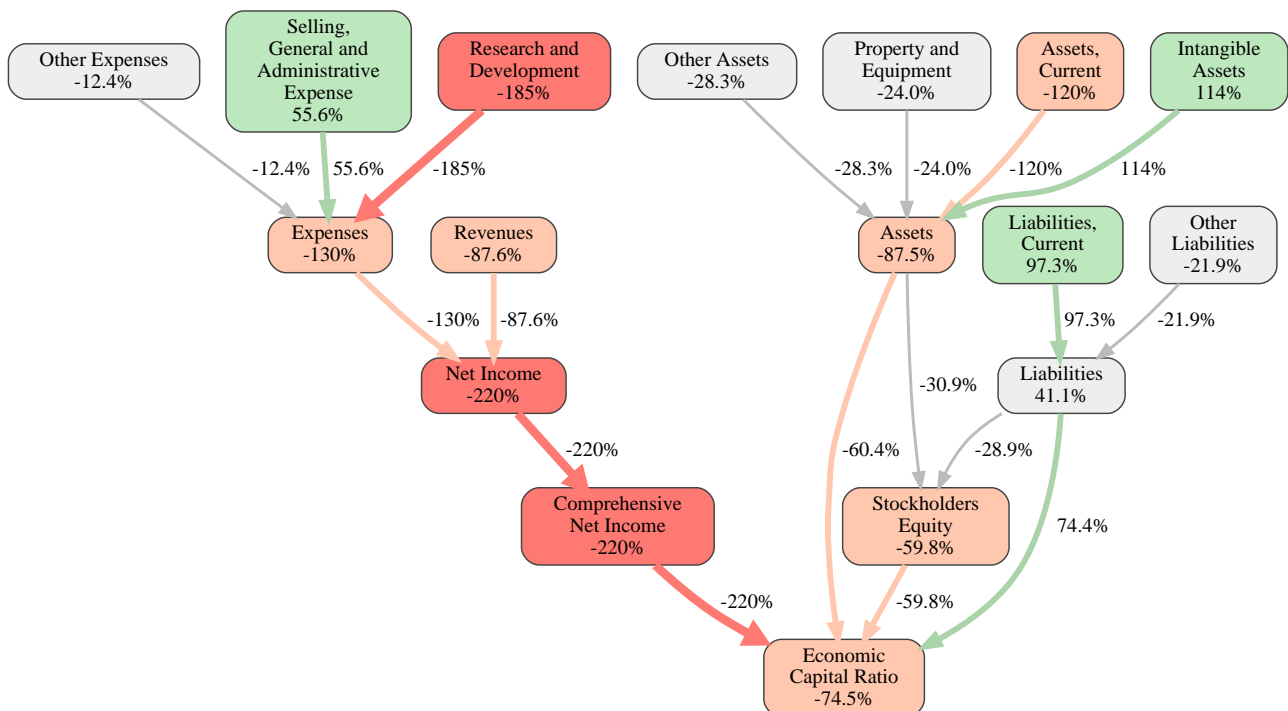 Other Expenses
-12.4%
Selling,
General and
Administrative
Expense
55.6%
Research and
Development
-185%
Other Assets
-28.3%
Property and
Equipment
-24.0%
Assets,
Current
-120%
Intangible
Assets
114%
-12.4%
55.6%
-185%
-28.3%
-24.0%
-120%
114%
Expenses
-130%
Revenues
-87.6%
Assets
-87.5%
Liabilities,
Current
97.3%
Other
Liabilities
-21.9%
-130%
-87.6%
97.3%
-21.9%
Net Income
-220%
-30.9%
Liabilities
41.1%
-220%
-60.4%
-28.9%
Comprehensive
Net Income
-220%
Stockholders
Equity
-59.8%
74.4%
-220%
-59.8%
Economic
Capital Ratio
-74.5%